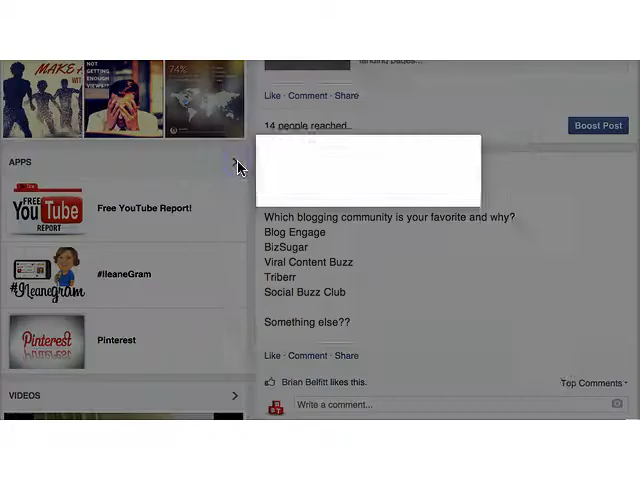 MAKE A
WIT
NOT
GETTING
ENOUGH
VIEWS??
74%
landing pages...
Like · Comment · Share
14 people reached
Boost Post
APPS
FREE
YouTube
REPORT
Free YouTube Report!
#IleaneGram
#IleaneGram
Pinterest
Pinterest
VIDEOS
Which blogging community is your favorite and why?
Blog Engage
BizSugar
Viral Content Buzz
Triberr
Social Buzz Club
Something else??
Like · Comment · Share
Brian Belfitt likes this.
Top Comments
Write a comment...